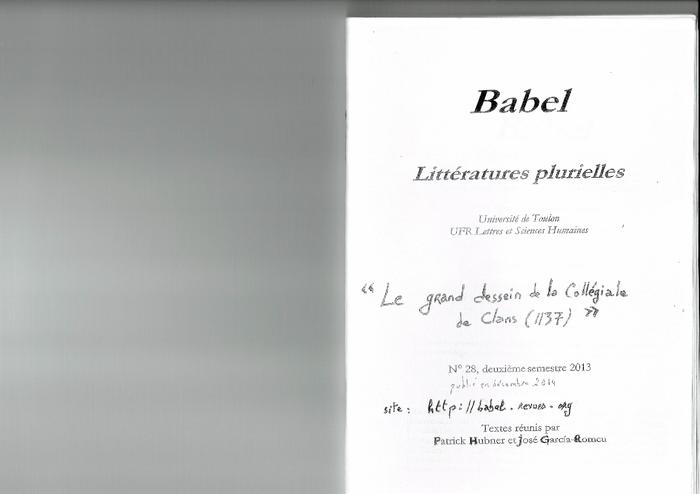 Babel
Littératures plurielles
Université de Toulon
UFR Lettres et Sciences Humaines
" Le grand dessein de la Collégiale
de Clans (1137) "
N° 28, deuxième semestre 2013
publié en décembre 2014
site : http://babel.revues.org
Textes réunis par
Patrick Hubner et José García-Romeu